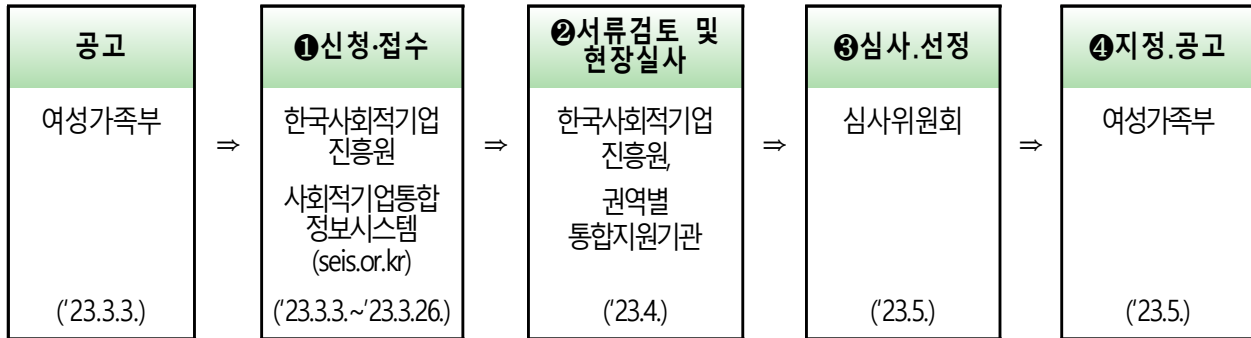 공고
여성가족부
('23.3.3.)
⇒
❶신청·접수
한국사회적기업
진흥원
사회적기업통합
정보시스템
(seis.or.kr)
('23.3.3.~'23.3.26.)
⇒
❷서류검토 및
현장실사
한국사회적기업
진흥원,
권역별
통합지원기관
('23.4.)
⇒
❸심사.선정
심사위원회
('23.5.)
⇒
❹지정.공고
여성가족부
('23.5.)